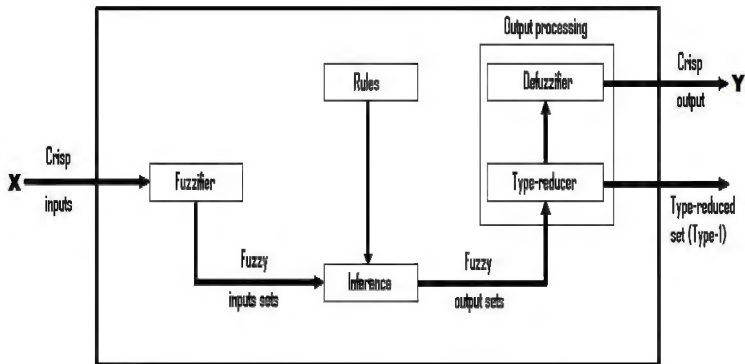 Output processing
Crisp
Rules
Defuzzifier
Y
output
Crisp
X
Fuzzifier
Type-reducer
inputs
Type-reduced
set (Type-1)
Fuzzy
Fuzzy
inputs sets
Inference
output sets